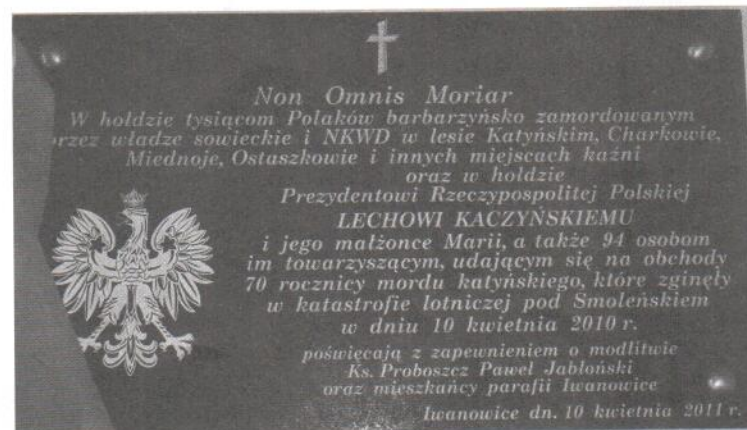 Non Omnis Moriar
W hołdzie tysiącom Polaków barbarzyńsko zamordowanym
przez władze sowieckie i NKWD w lesie Katyńskim, Charkowie,
Miednoje, Ostaszkowie i innych miejscach kaźni
oraz w hołdzie
Prezydentowi Rzeczypospolitej Polskiej
LECHOWI KACZYŃSKIEMU
i jego małżonce Marii, a także 94 osobom
im towarzyszącym, udającym się na obchody
70 rocznicy mordu katyńskiego, które zginęły
w katastrofie lotniczej pod Smoleńskiem
w dniu 10 kwietnia 2010 r.
poświęcają z zapewnieniem o modlitwie
Ks. Proboszcz Paweł Jabłoński
oraz mieszkańcy parafii Iwanowice
Iwanowice dn. 10 kwietnia 2011 r.